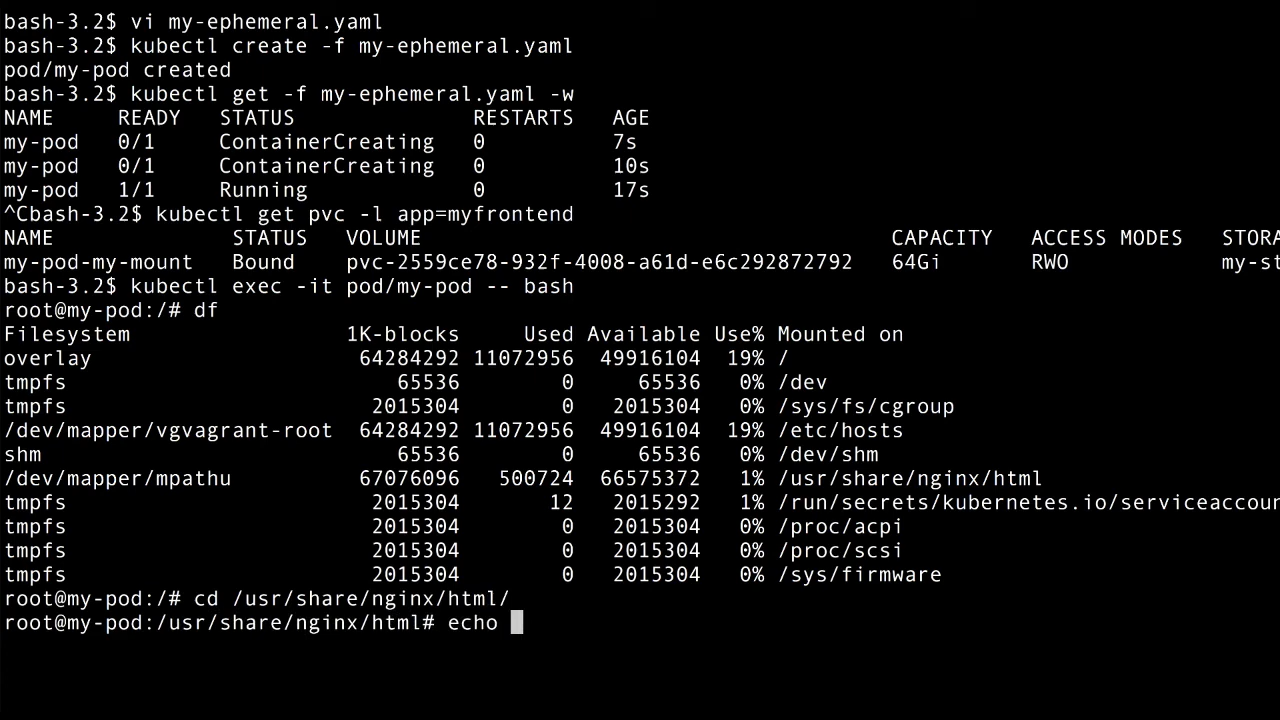 bash-3.2$ vi my-ephemeral.yaml
bash-3.2$ kubectl create -f my-ephemeral.yaml
pod/my-pod created
bash-3.2$ kubectl get -f my-ephemeral.yaml -w
NAME     READY   STATUS              RESTARTS   AGE
my-pod   0/1     ContainerCreating   0          7s
my-pod   0/1     ContainerCreating   0          10s
my-pod   1/1     Running             0          17s
^Cbash-3.2$ kubectl get pvc -l app=myfrontend
NAME              STATUS   VOLUME                                     CAPACITY   ACCESS MODES   STORA
my-pod-my-mount   Bound    pvc-2559ce78-932f-4008-a61d-e6c292872792   64Gi       RWO            my-st
bash-3.2$ kubectl exec -it pod/my-pod -- bash
root@my-pod:/# df
Filesystem                1K-blocks     Used Available Use% Mounted on
overlay                    64284292 11072956  49916104  19% /
tmpfs                         65536        0     65536   0% /dev
tmpfs                       2015304        0   2015304   0% /sys/fs/cgroup
/dev/mapper/vgvagrant-root  64284292 11072956  49916104  19% /etc/hosts
shm                           65536        0     65536   0% /dev/shm
/dev/mapper/mpathu         67076096   500724  66575372   1% /usr/share/nginx/html
tmpfs                       2015304       12   2015292   1% /run/secrets/kubernetes.io/serviceaccoun
tmpfs                       2015304        0   2015304   0% /proc/acpi
tmpfs                       2015304        0   2015304   0% /proc/scsi
tmpfs                       2015304        0   2015304   0% /sys/firmware
root@my-pod:/# cd /usr/share/nginx/html/
root@my-pod:/usr/share/nginx/html# echo